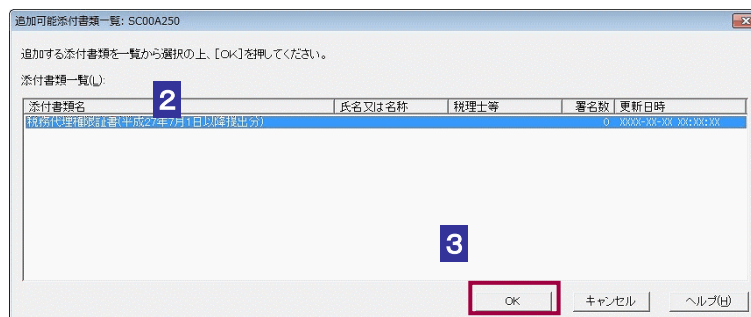 追加可能添付書類一覧: SC00A250
追加する添付書類を一覧から選択の上、[OK]を押してください。
添付書類一覧(L):
2
添付書類名 氏名又は名称 税理士等 署名数 更新日時
税務代理権限証書(平成27年7月1日以降提出分) 0 XXXX-XX-XX XX:XX:XX
3
OK キャンセル ヘルプ(H)